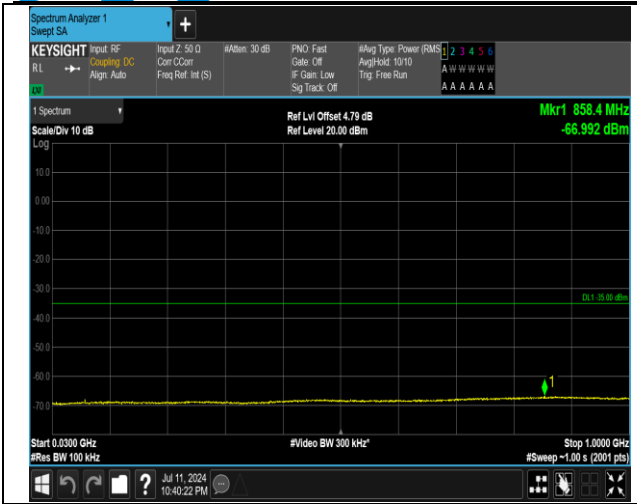 Spectrum Analyzer 1
Swept SA
+
KEYSIGHT
RL
Input: RF
Coupling: DC
Align: Auto
Input Z: 50 Ω
Corr CCorr
Freq Ref: Int (S)
#Atten: 30 dB
PNO: Fast
Gate: Off
IF Gain: Low
Sig Track: Off
#Avg Type: Power (RMS
Avg|Hold: 10/10
Trig: Free Run
1 2 3 4 5 6
A W W W W W
A A A A A A
1 Spectrum
Scale/Div 10 dB
Log
Ref Lvl Offset 4.79 dB
Ref Level 20.00 dBm
Mkr1 858.4 MHz
-66.992 dBm
10.0
0.00
-10.0
-20.0
-30.0
DL1 -35.00 dBm
-40.0
-50.0
-60.0
1
-70.0
Start 0.0300 GHz
#Res BW 100 kHz
#Video BW 300 kHz*
Stop 1.0000 GHz
#Sweep ~1.00 s (2001 pts)
?
Jul 11, 2024
10:40:22 PM